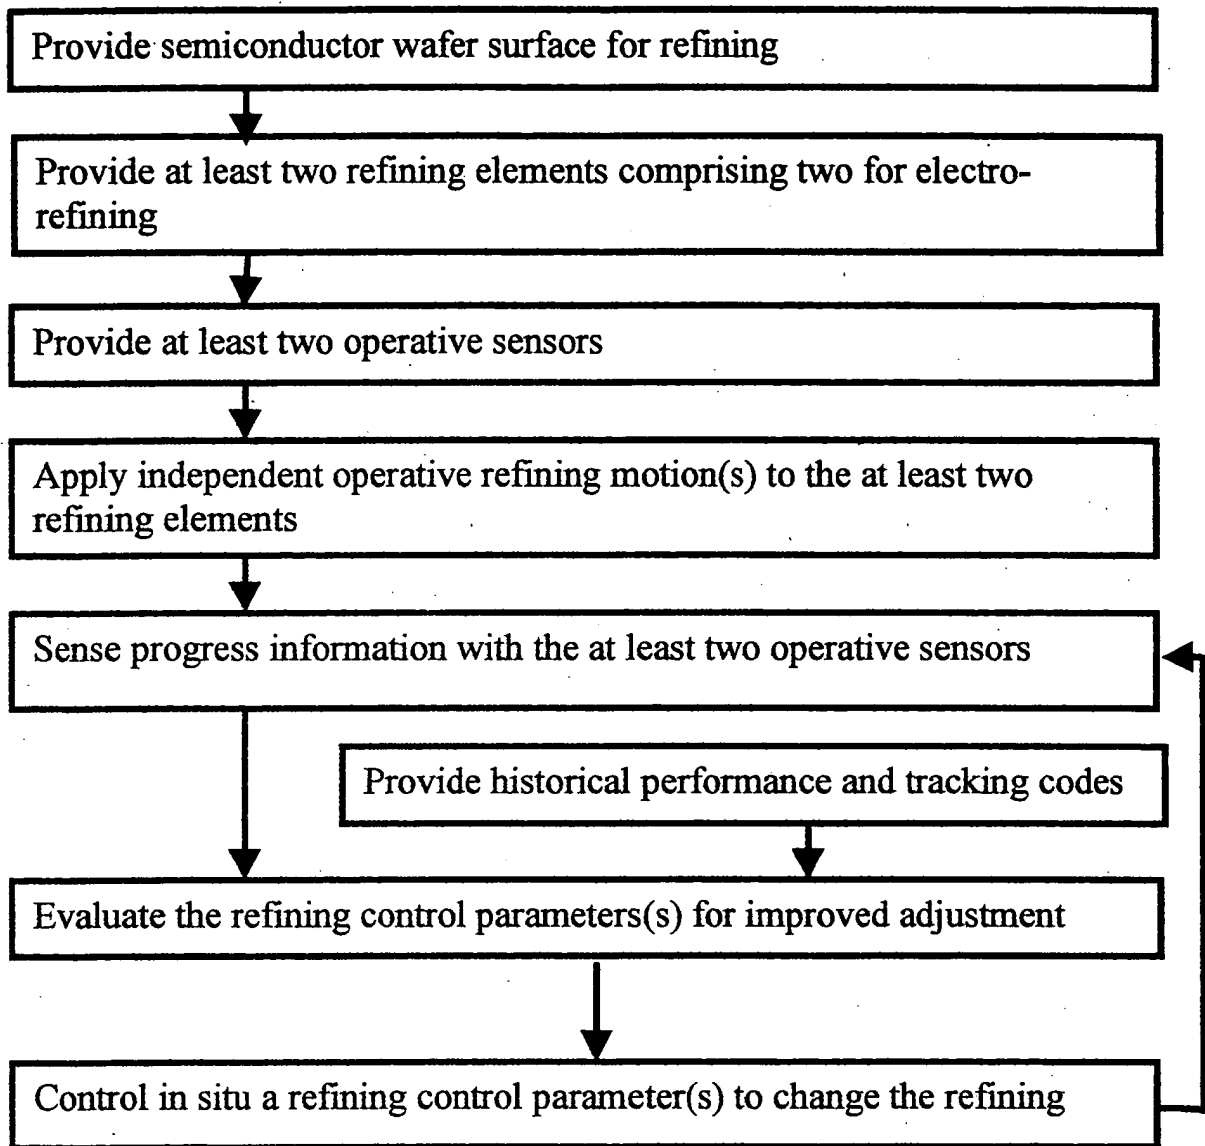 Provide semiconductor wafer surface for refining
Provide at least two refining elements comprising two for electro-
refining
Provide at least two operative sensors
Apply independent operative refining motion(s) to the at least two
refining elements
Sense progress information with the at least two operative sensors
Provide historical performance and tracking codes
Evaluate the refining control parameters(s) for improved adjustment
Control in situ a refining control parameter(s) to change the refining